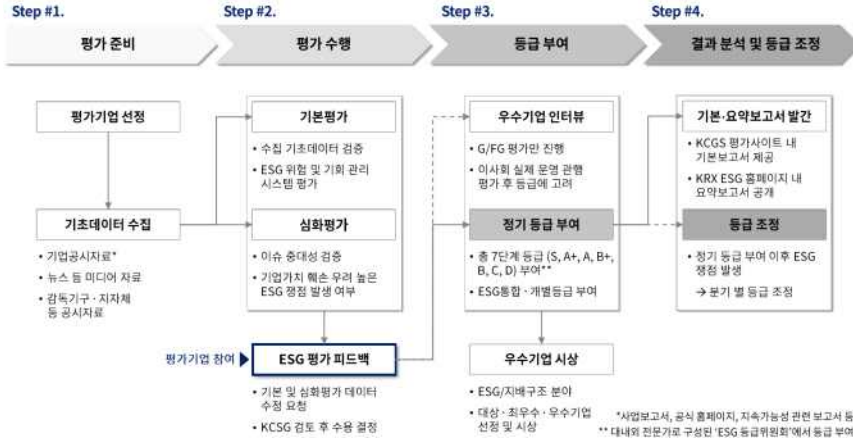 Step #1.
평가 준비
평가기업 선정
기초데이터 수집
• 기업공시자료*
• 뉴스 등 미디어 자료
• 감독기구·지자체
등 공시자료
Step #2.
평가 수행
기본평가
• 수집 기초데이터 검증
• ESG 위험 및 기회 관리
시스템 평가
심화평가
• 이슈 중대성 검증
• 기업가치 훼손 우려 높은
ESG 쟁점 발생 여부
평가기업 참여
ESG 평가 피드백
• 기본 및 심화평가 데이터
수정 요청
• KCSG 검토 후 수용 결정
Step #3.
등급 부여
우수기업 인터뷰
• G/FG 평가만 진행
• 이사회 실제 운영 관행
평가 후 등급에 고려
정기 등급 부여
• 총 7단계 등급 (S, A+, A, B+,
B, C, D) 부여**
• ESG통합·개별등급 부여
우수기업 시상
• ESG/지배구조 분야
• 대상·최우수·우수기업
선정 및 시상
Step #4.
결과 분석 및 등급 조정
기본·요약보고서 발간
• KCGS 평가사이트 내
기본보고서 제공
• KRX ESG 홈페이지 내
요약보고서 공개
등급 조정
• 정기 등급 부여 이후 ESG
쟁점 발생
→ 분기 별 등급 조정
*사업보고서, 공식 홈페이지, 지속가능성 관련 보고서 등
** 대내외 전문가로 구성된 'ESG 등급위원회'에서 등급 부여